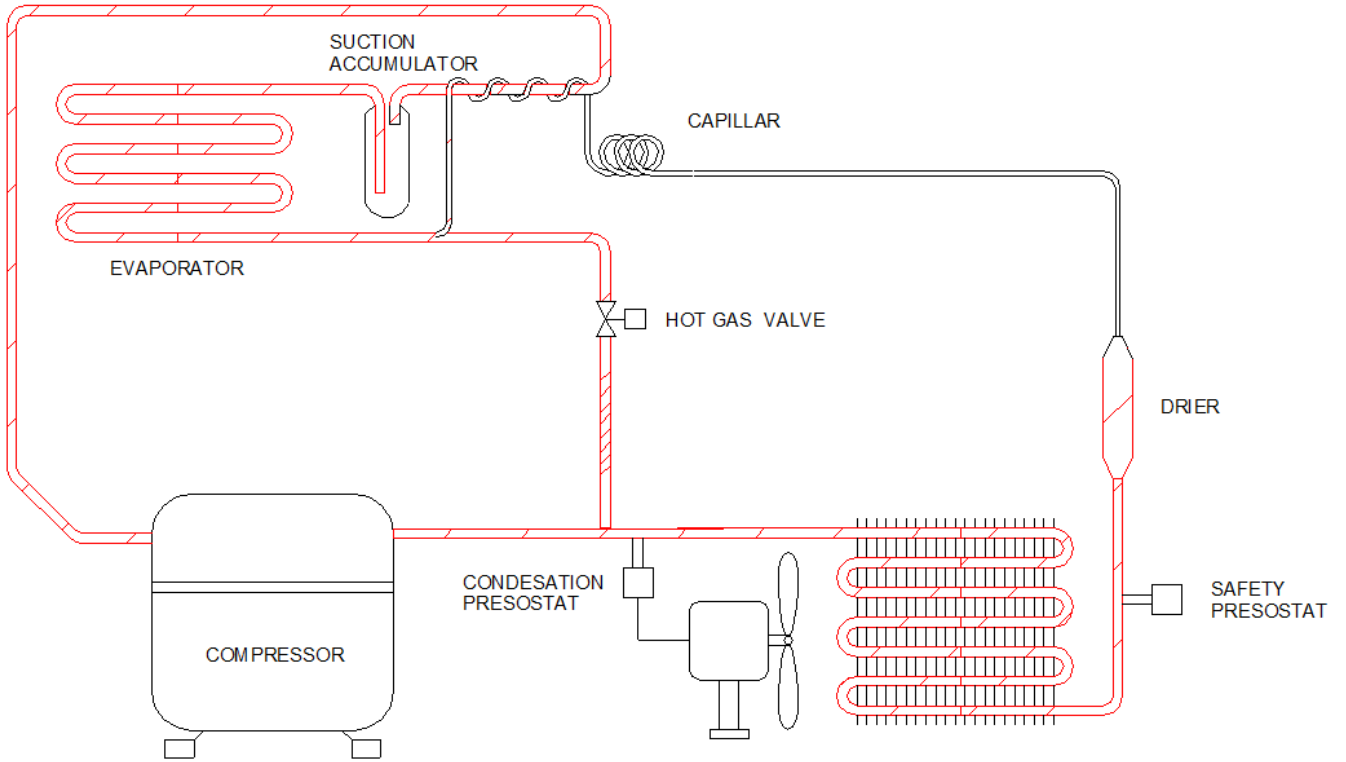 SUCTION
ACCUMULATOR
CAPILLAR
EVAPORATOR
HOT GAS VALVE
DRIER
CONDESATION
PRESOSTAT
SAFETY
PRESOSTAT
COMPRESSOR